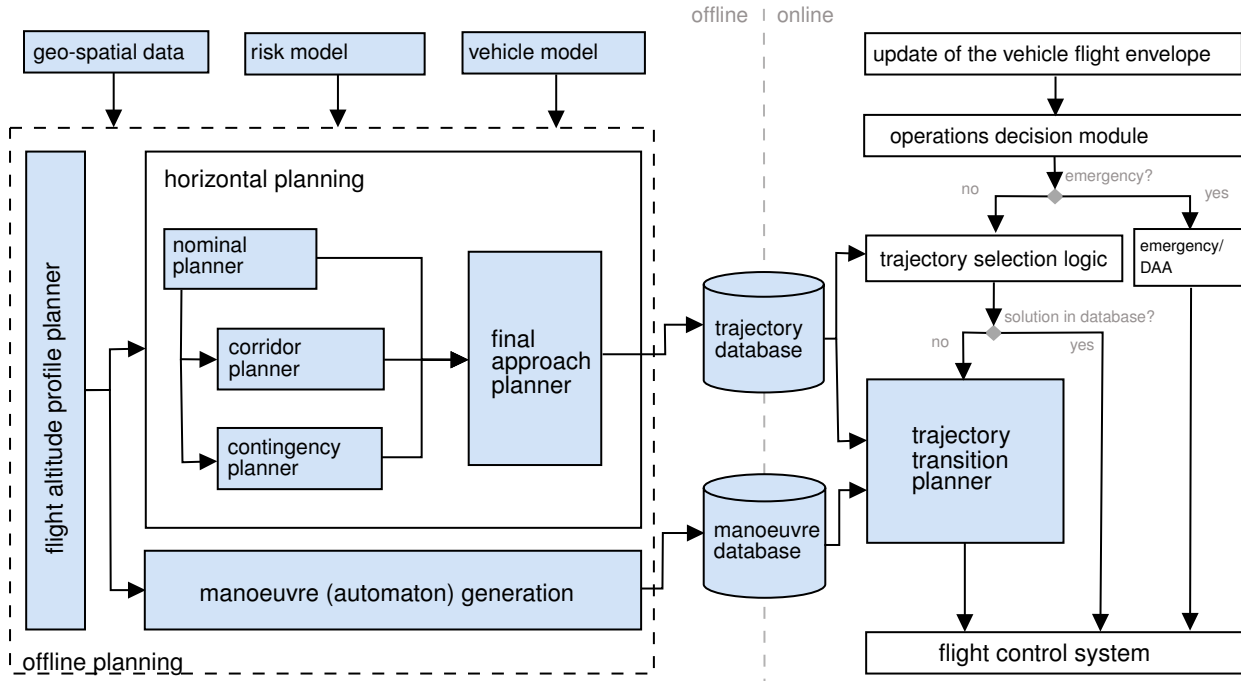 offline
online
geo-spatial data
risk model
vehicle model
update of the vehicle flight envelope
operations decision module
emergency?
no
yes
flight altitude profile planner
horizontal planning
nominal
planner
corridor
planner
contingency
planner
final
approach
planner
trajectory
database
trajectory selection logic
emergency/
DAA
solution in database?
no
yes
trajectory
transition
planner
manoeuvre
database
manoeuvre (automaton) generation
offline planning
flight control system